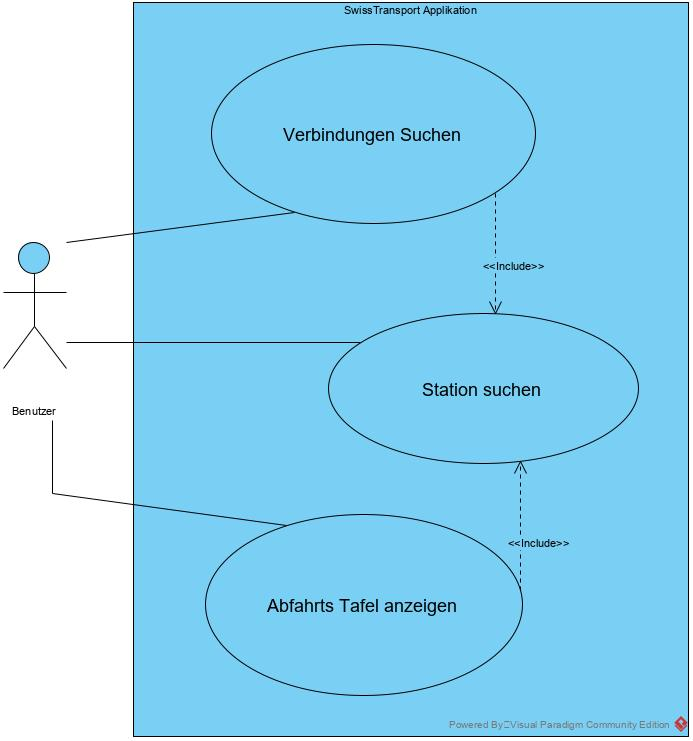 SwissTransport Applikation
Verbindungen Suchen
<<Include>>
Station suchen
Benutzer
<<Include>>
Abfahrts Tafel anzeigen
Powered By Visual Paradigm Community Edition